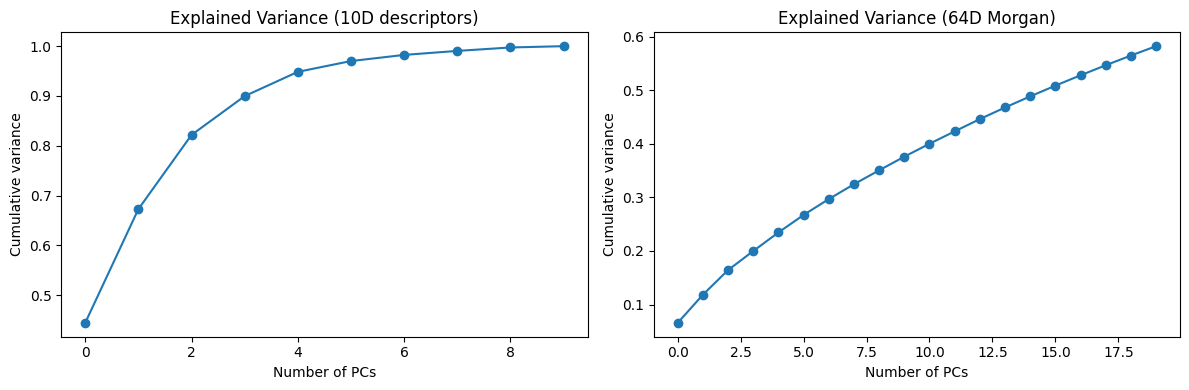 Explained Variance (10D descriptors)
Cumulative variance
1.0
0.9
0.8
0.7
0.6
0.5
0 2 4 6 8
Number of PCs
Explained Variance (64D Morgan)
Cumulative variance
0.6
0.5
0.4
0.3
0.2
0.1
0.0 2.5 5.0 7.5 10.0 12.5 15.0 17.5
Number of PCs